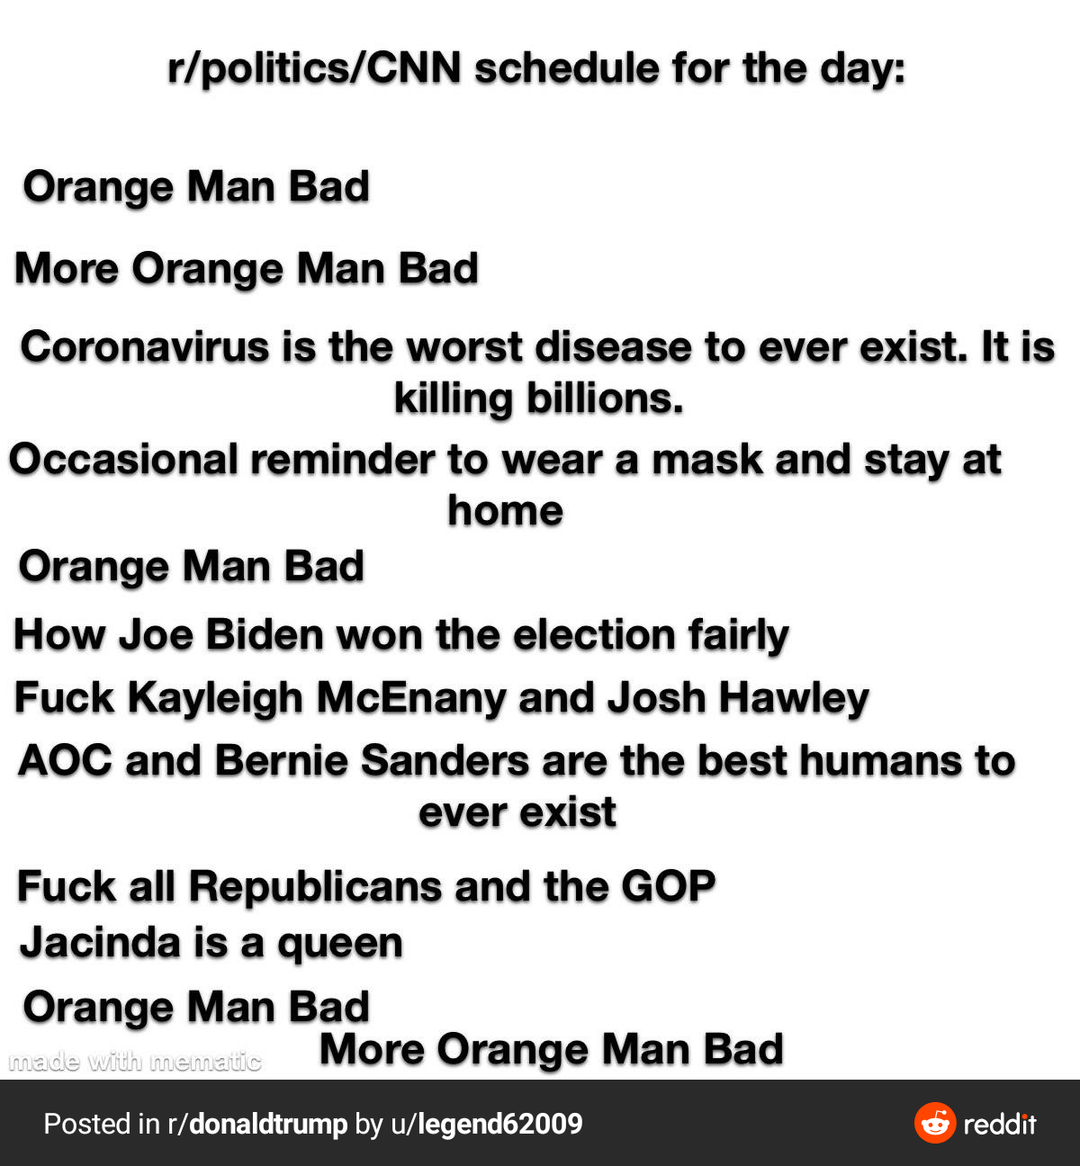 r/politics/CNN schedule for the day:
Orange Man Bad
More Orange Man Bad
Coronavirus is the worst disease to ever exist. It is
killing billions.
Occasional reminder to wear a mask and stay at
home
Orange Man Bad
How Joe Biden won the election fairly
Fuck Kayleigh McEnany and Josh Hawley
AOC and Bernie Sanders are the best humans to
ever exist
Fuck all Republicans and the GOP
Jacinda is a queen
Orange Man Bad
More Orange Man Bad
made with mematic
Posted in r/donaldtrump by u/legend62009
reddit